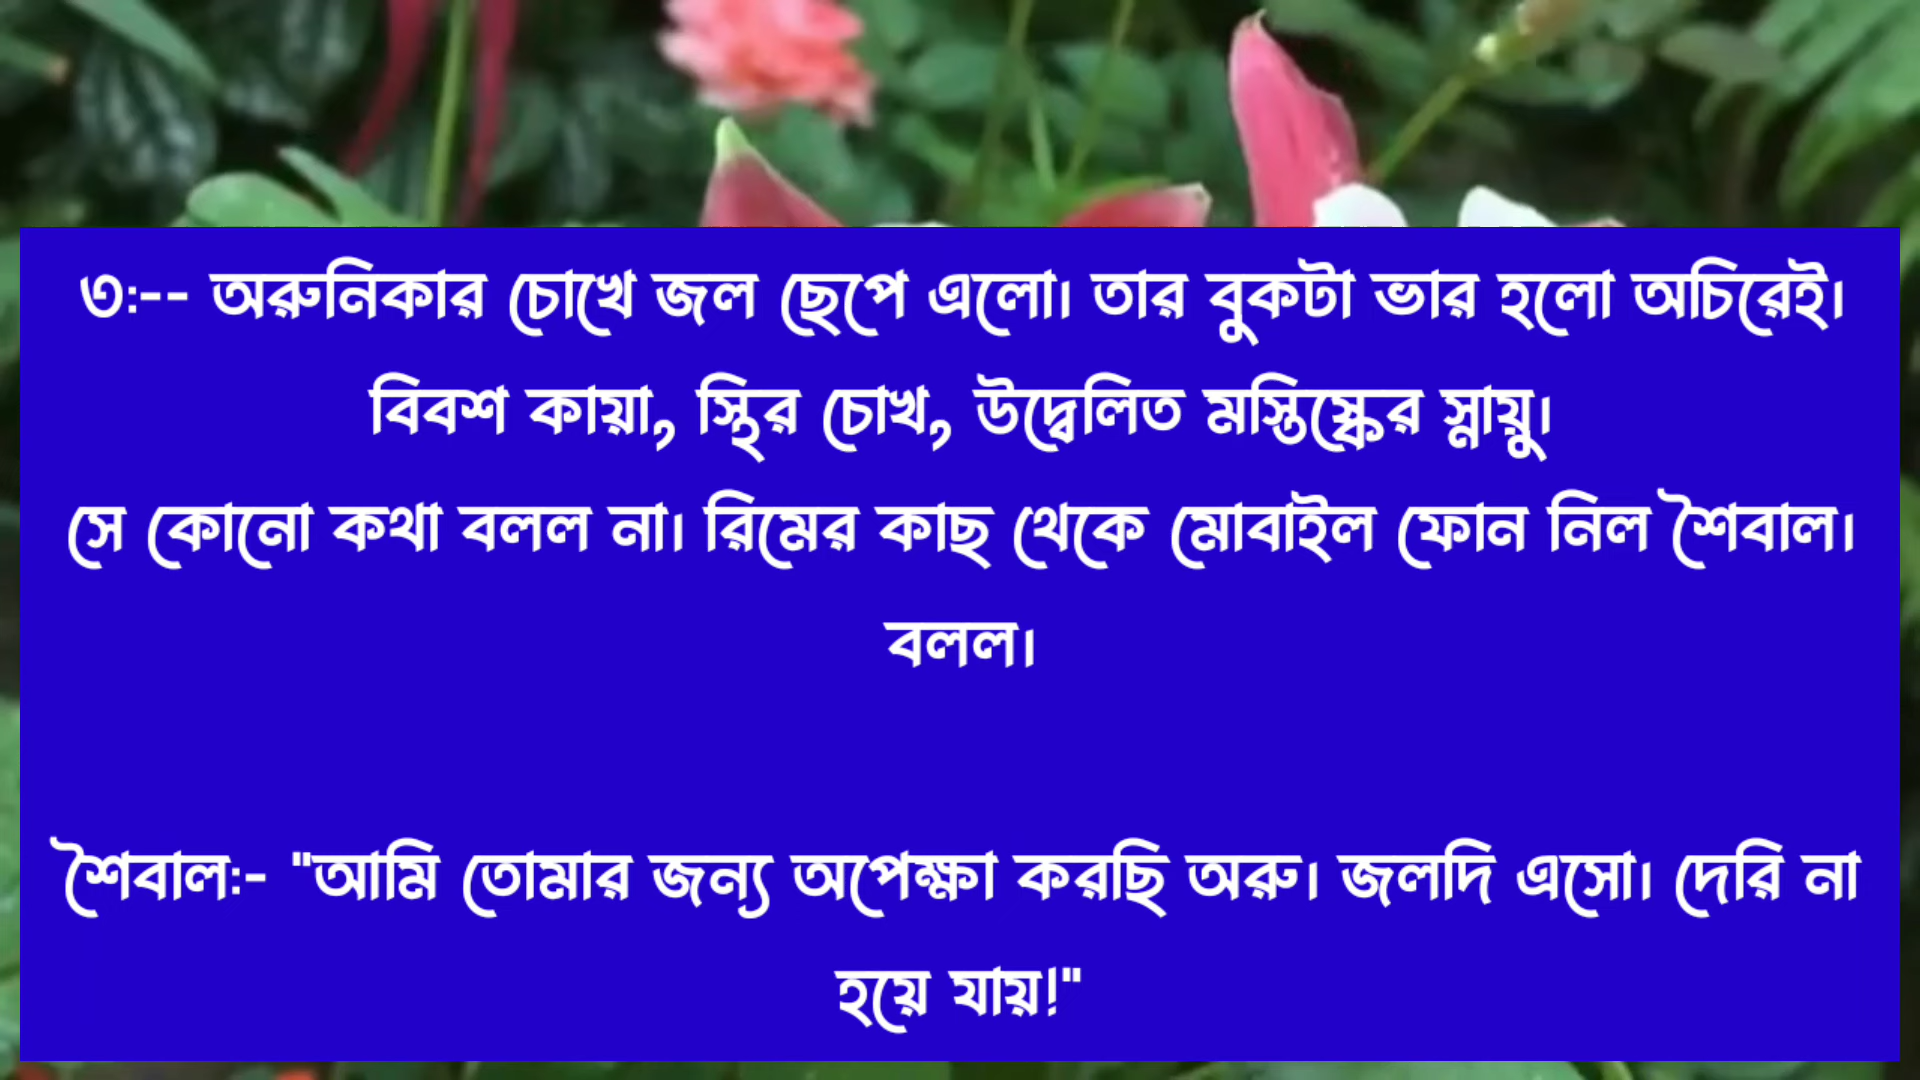 ৩:-- অরুনিকার চোখে জল ছেপে এলো। তার বুকটা ভার হলো অচিরেই।
বিবশ কায়া, স্থির চোখ, উদ্বেলিত মস্তিষ্কের স্নায়ু।
সে কোনো কথা বলল না। রিমের কাছ থেকে মোবাইল ফোন নিল শৈবাল।
বলল।
শৈবাল:- "আমি তোমার জন্য অপেক্ষা করছি অরু। জলদি এসো। দেরি না
হয়ে যায়!"